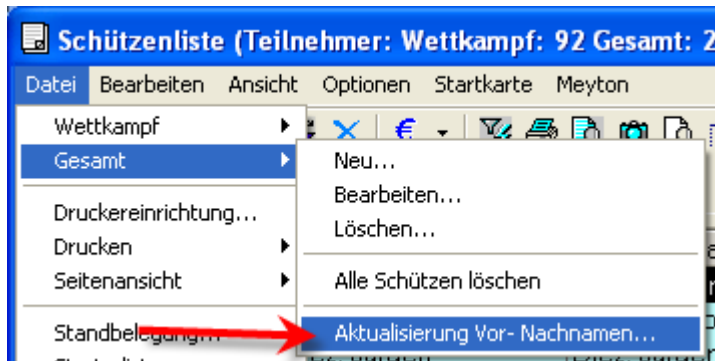 Schützenliste (Teilnehmer: Wettkampf: 92 Gesamt: 2
Datei Bearbeiten Ansicht Optionen Startkarte Meyton
Wettkampf
Gesamt
Druckereinrichtung...
Drucken
Seitenansicht
Standbelegung...
Neu...
Bearbeiten...
Löschen...
Alle Schützen löschen
Aktualisierung Vor- Nachnamen...